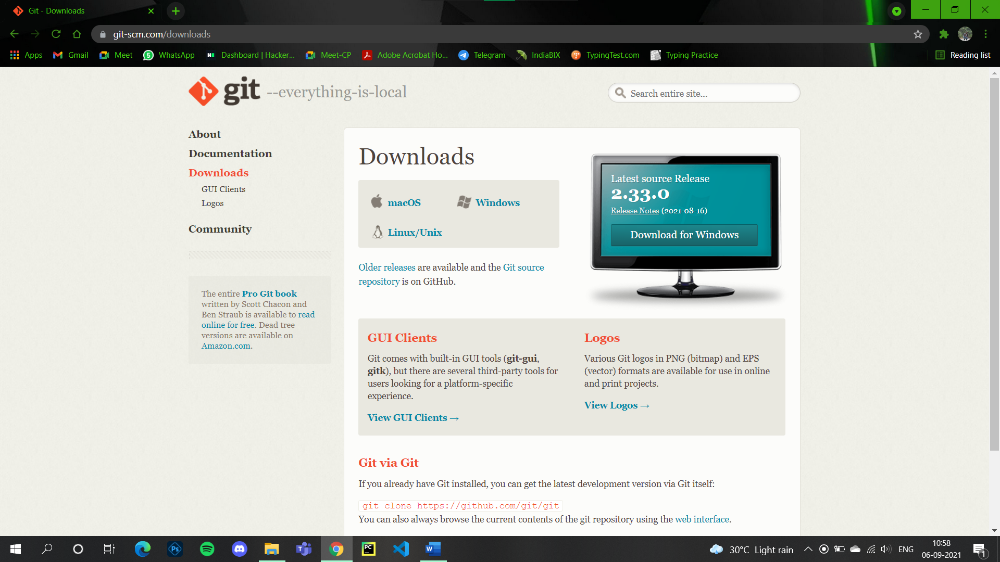 Git - Downloads
git-scm.com/downloads
Apps
Gmail
Meet
5
WhatsApp
H
Dashboard | Hacker...
Meet-CP
Adobe Acrobat Ho...
Telegram
IndiaBIX
TypingTest.com
Typing Practice
Reading list
git --everything-is-local
Search entire site...
About
Documentation
Downloads
GUI Clients
Logos
Community
The entire Pro Git book
written by Scott Chacon and
Ben Straub is available to read
online for free. Dead tree
versions are available on
Amazon.com.
Downloads
macOS
Windows
Linux/Unix
Older releases are available and the Git source
repository is on GitHub.
Latest source Release
2.33.0
Release Notes (2021-08-16)
Download for Windows
GUI Clients
Git comes with built-in GUI tools (git-gui,
gitk), but there are several third-party tools for
users looking for a platform-specific
experience.
View GUI Clients →
Logos
Various Git logos in PNG (bitmap) and EPS
(vector) formats are available for use in online
and print projects.
View Logos →
Git via Git
If you already have Git installed, you can get the latest development version via Git itself:
git clone https://github.com/git/git
You can also always browse the current contents of the git repository using the web interface.
Ps
T
PC
W
30°C Light rain
ENG
10:58
06-09-2021
1